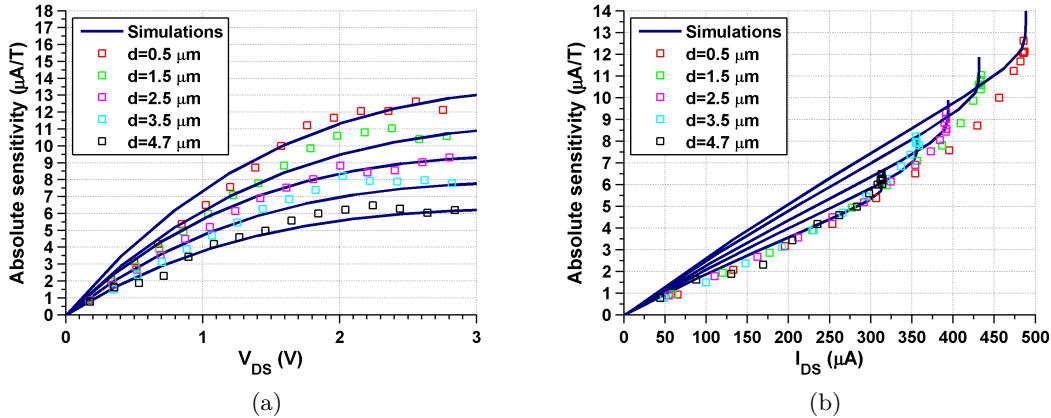 18
17
16
15
14
13
12
11
10
9
8
7
6
5
4
3
2
1
0
Absolute sensitivity (μA/T)
Simulations
d=0.5 μm
d=1.5 μm
d=2.5 μm
d=3.5 μm
d=4.7 μm
0 1 2 3
V_DS (V)
(a)
14
13
12
11
10
9
8
7
6
5
4
3
2
1
0
Absolute sensitivity (μA/T)
Simulations
d=0.5 μm
d=1.5 μm
d=2.5 μm
d=3.5 μm
d=4.7 μm
0 50 100 150 200 250 300 350 400 450 500
I_DS (μA)
(b)